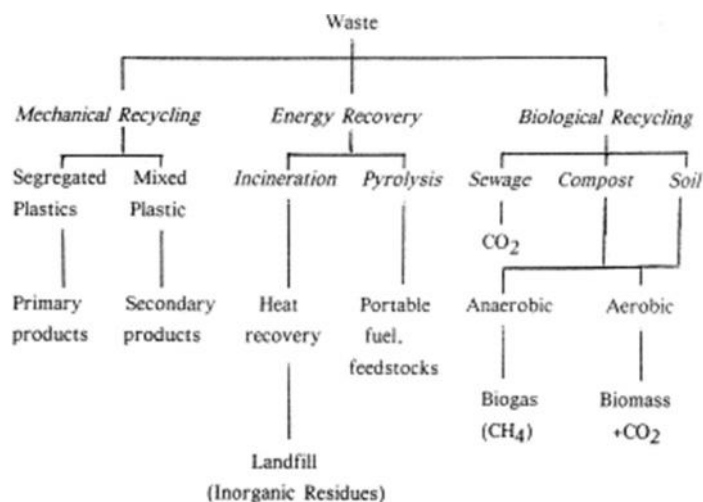 Waste
Mechanical Recycling
Energy Recovery
Biological Recycling
Segregated
Plastics
Mixed
Plastic
Incineration
Pyrolysis
Sewage
Compost
Soil
CO2
Primary
products
Secondary
products
Heat
recovery
Portable
fuel,
feedstocks
Anaerobic
Aerobic
Biogas
(CH4)
Biomass
+CO2
Landfill
(Inorganic Residues)